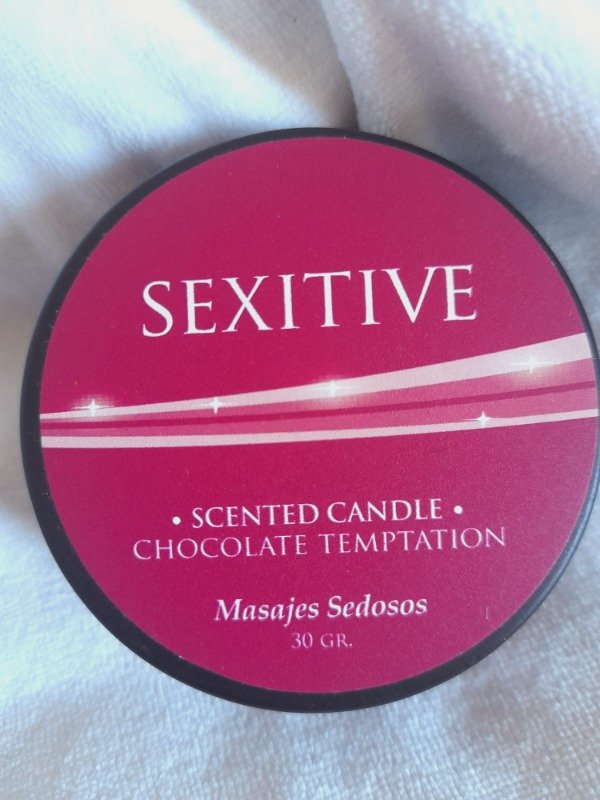 SEXITIVE
• SCENTED CANDLE •
CHOCOLATE TEMPTATION
Masajes Sedosos
30 GR.